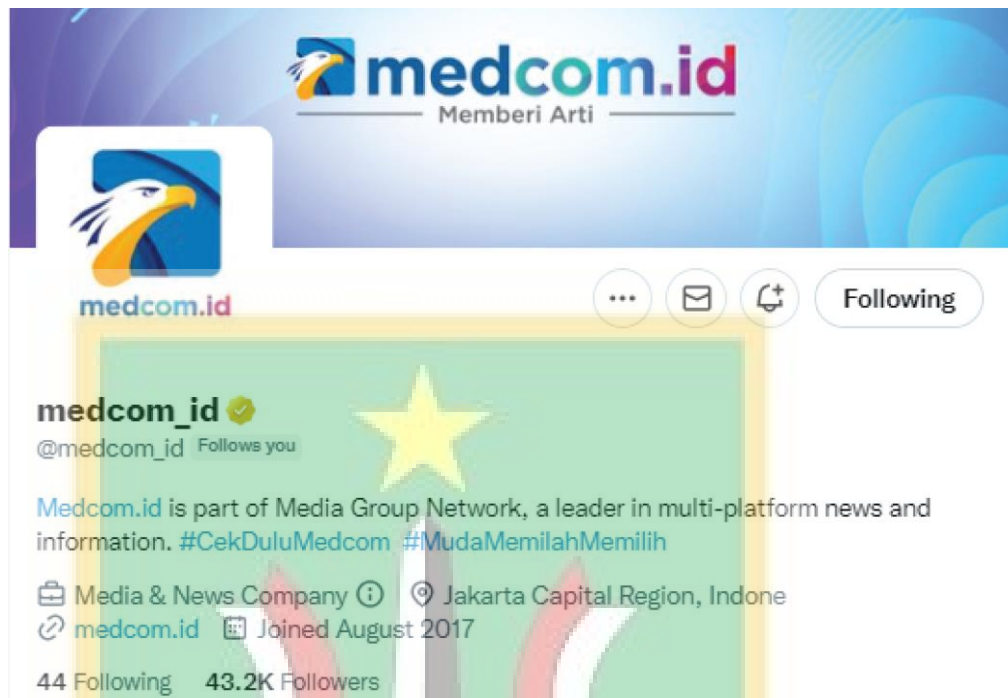 medcom.id
Memberi Arti
medcom.id
Following
medcom_id
@medcom_id Follows you
Medcom.id is part of Media Group Network, a leader in multi-platform news and
information. #CekDuluMedcom #MudaMemilahMemilih
Media & News Company Jakarta Capital Region, Indone
medcom.id Joined August 2017
44 Following 43.2K Followers